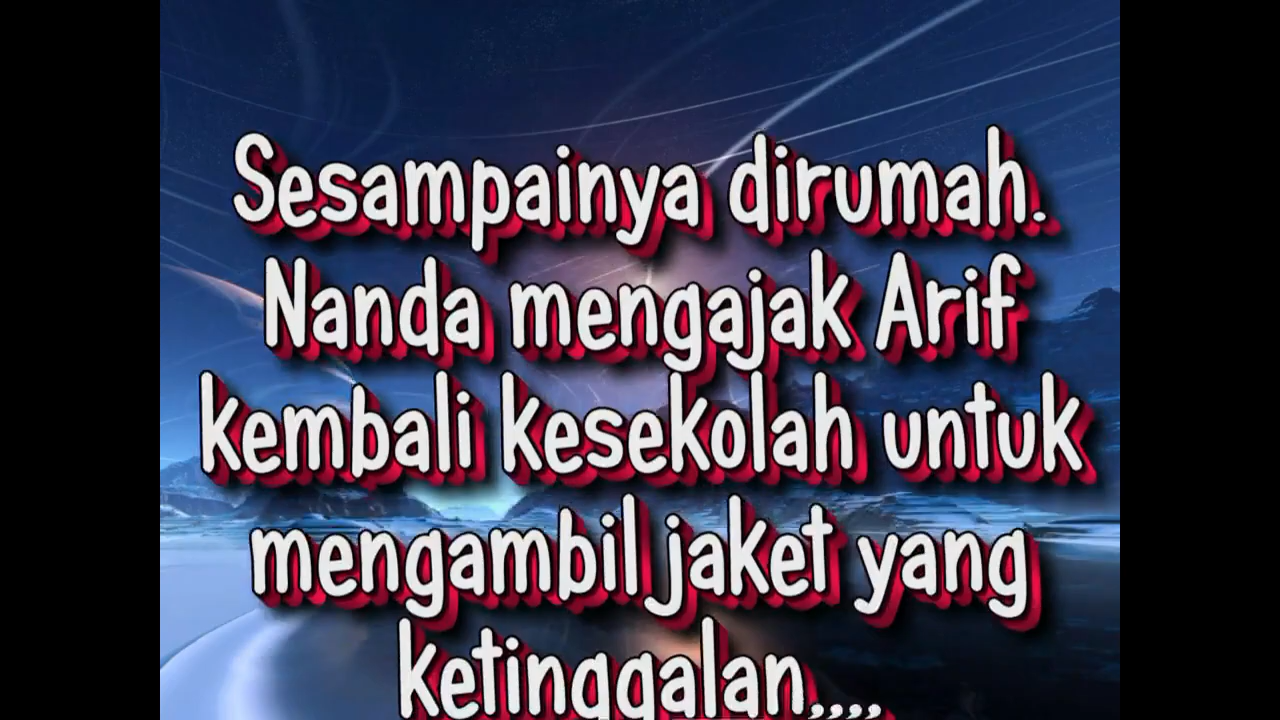 Sesampainya dirumah.
Nanda mengajak Arif
kembali kesekolah untuk
mengambil jaket yang
ketinggalan,,,,